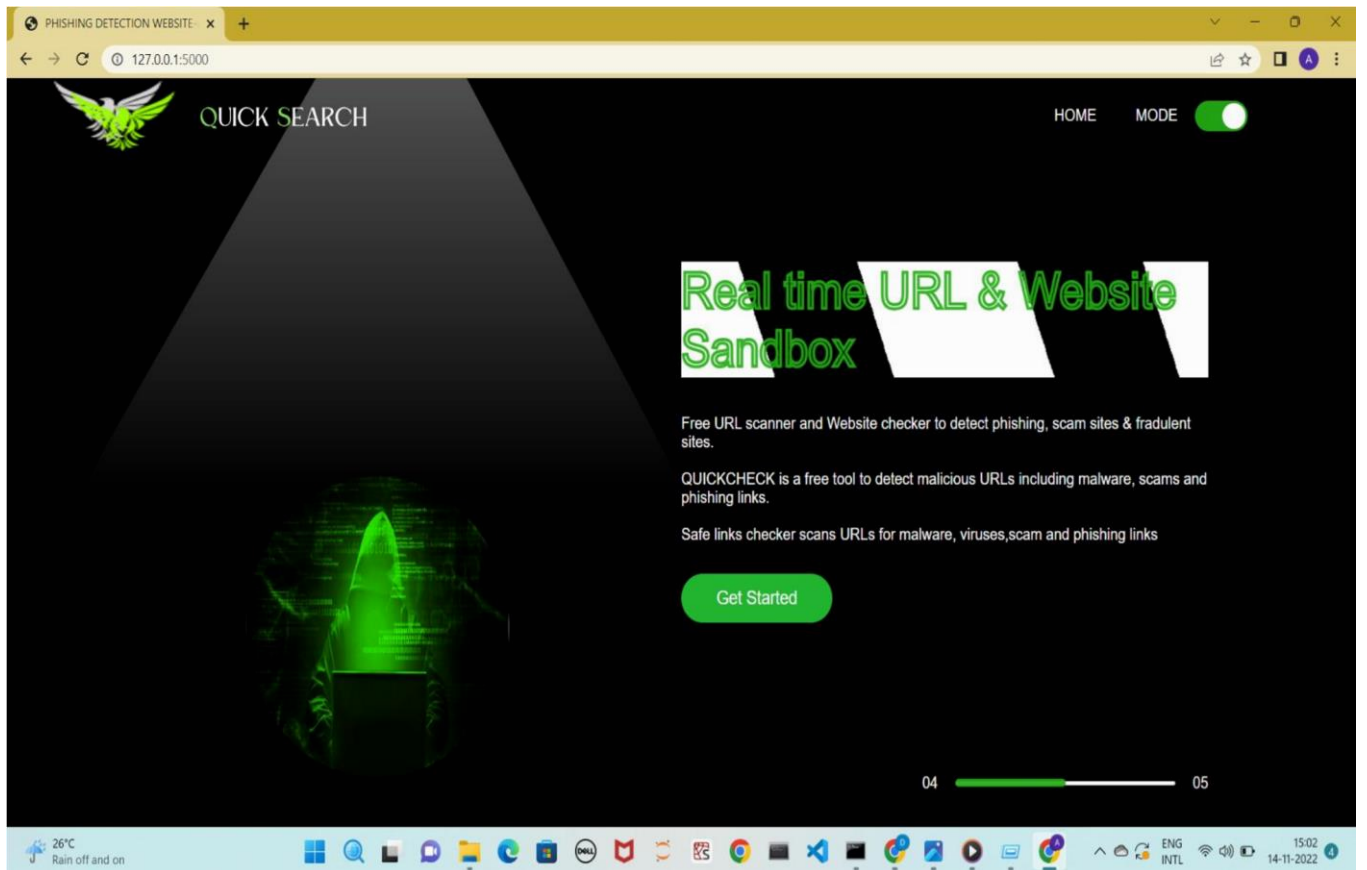 PHISHING DETECTION WEBSITE
127.0.0.1:5000
A
QUICK SEARCH
HOME
MODE
Real time URL & Website
Sandbox
Free URL scanner and Website checker to detect phishing, scam sites & fradulent
sites.
QUICKCHECK is a free tool to detect malicious URLs including malware, scams and
phishing links.
Safe links checker scans URLs for malware, viruses,scam and phishing links
Get Started
04
05
26°C
Rain off and on
DELL
D
A
ENG
INTL
15:02
14-11-2022
4